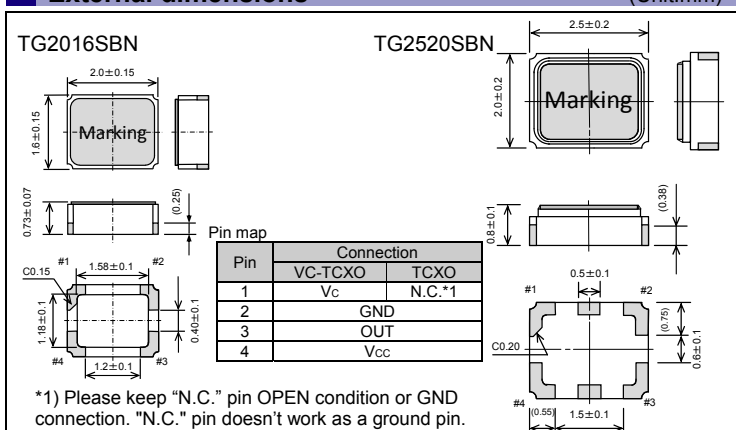 External dimensions (Unit:mm)
TG2016SBN
2.0±0.15
1.6±0.15
Marking
0.73±0.07
(0.25)
#1
#2
C0.15
1.58±0.1
1.18±0.1
0.40±0.1
#4
1.2±0.1
#3
Pin map
Pin Connection
VC-TCXO TCXO
1 Vc N.C.*1
2 GND
3 OUT
4 Vcc
*1) Please keep “N.C.” pin OPEN condition or GND
connection. "N.C." pin doesn’t work as a ground pin.
TG2520SBN
2.5±0.2
2.0±0.2
Marking
0.8±0.1
(0.38)
0.5±0.1
#1
#2
(0.75)
0.6±0.1
C0.20
#4
#3
(0.55)
1.5±0.1